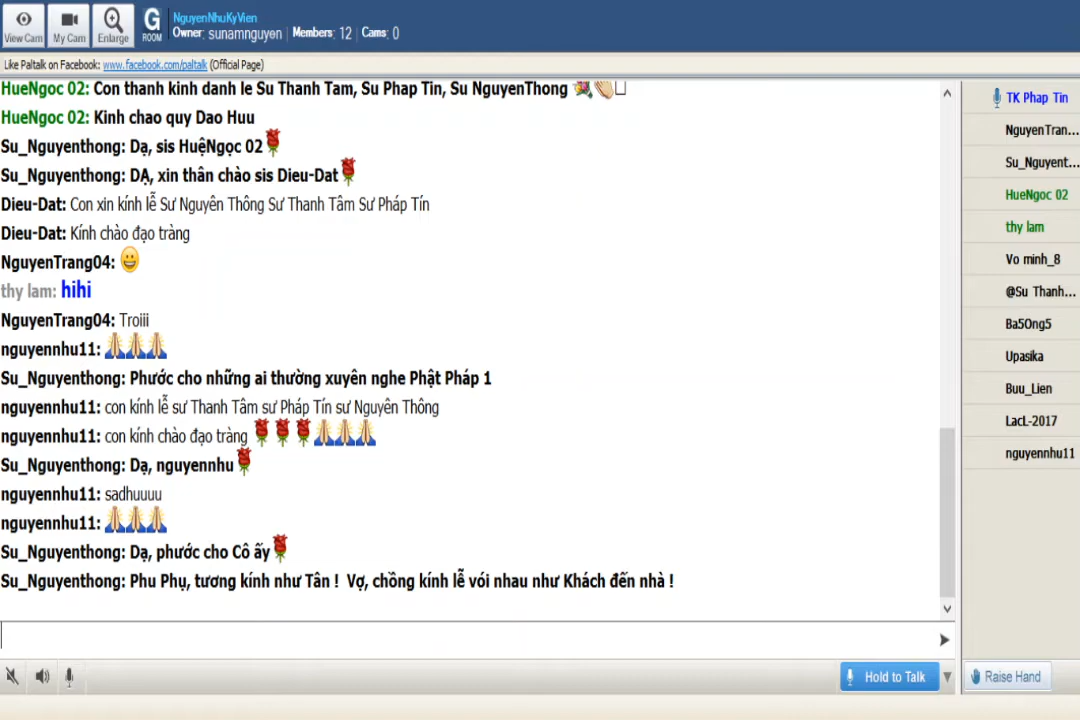 View Cam
My Cam
Enlarge
G
ROOM
NguyenNhuKyVien
Owner: sunamnguyen | Members: 12 | Cams: 0
Like Paltalk on Facebook: www.facebook.com/paltalk (Official Page)
HueNgoc 02: Con thanh kinh danh le Su Thanh Tam, Su Phap Tin, Su NguyenThong
HueNgoc 02: Kinh chao quy Dao Huu
Su_Nguyenthong: Dạ, sis HuệNgọc 02
Su_Nguyenthong: DẠ, xin thân chào sis Dieu-Dat
Dieu-Dat: Con xin kính lễ Sư Nguyên Thông Sư Thanh Tâm Sư Pháp Tín
Dieu-Dat: Kính chào đạo tràng
NguyenTrang04:
thy lam: hihi
NguyenTrang04: Troiii
nguyennhu11:
Su_Nguyenthong: Phước cho những ai thường xuyên nghe Phật Pháp 1
nguyennhu11: con kính lễ sư Thanh Tâm sư Pháp Tín sư Nguyên Thông
nguyennhu11: con kính chào đạo tràng
Su_Nguyenthong: Dạ, nguyennhu
nguyennhu11: sadhuuuu
nguyennhu11:
Su_Nguyenthong: Dạ, phước cho Cô ấy
Su_Nguyenthong: Phu Phụ, tương kính như Tân ! Vợ, chồng kính lễ vói nhau như Khách đến nhà !
TK Phap Tin
NguyenTran...
Su_Nguyent...
HueNgoc 02
thy lam
Vo minh_8
@Su Thanh...
Ba5Ong5
Upasika
Buu_Lien
LacL-2017
nguyennhu11
Hold to Talk
Raise Hand